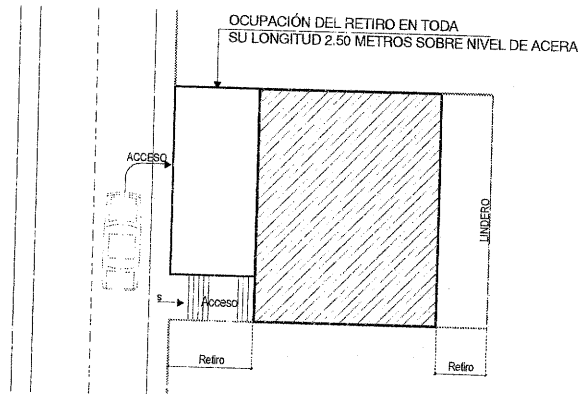 OCUPACIÓN DEL RETIRO EN TODA
SU LONGITUD 2.50 METROS SOBRE NIVEL DE ACERA
ACCESO
LINDERO
s
Acceso
Retiro
Retiro